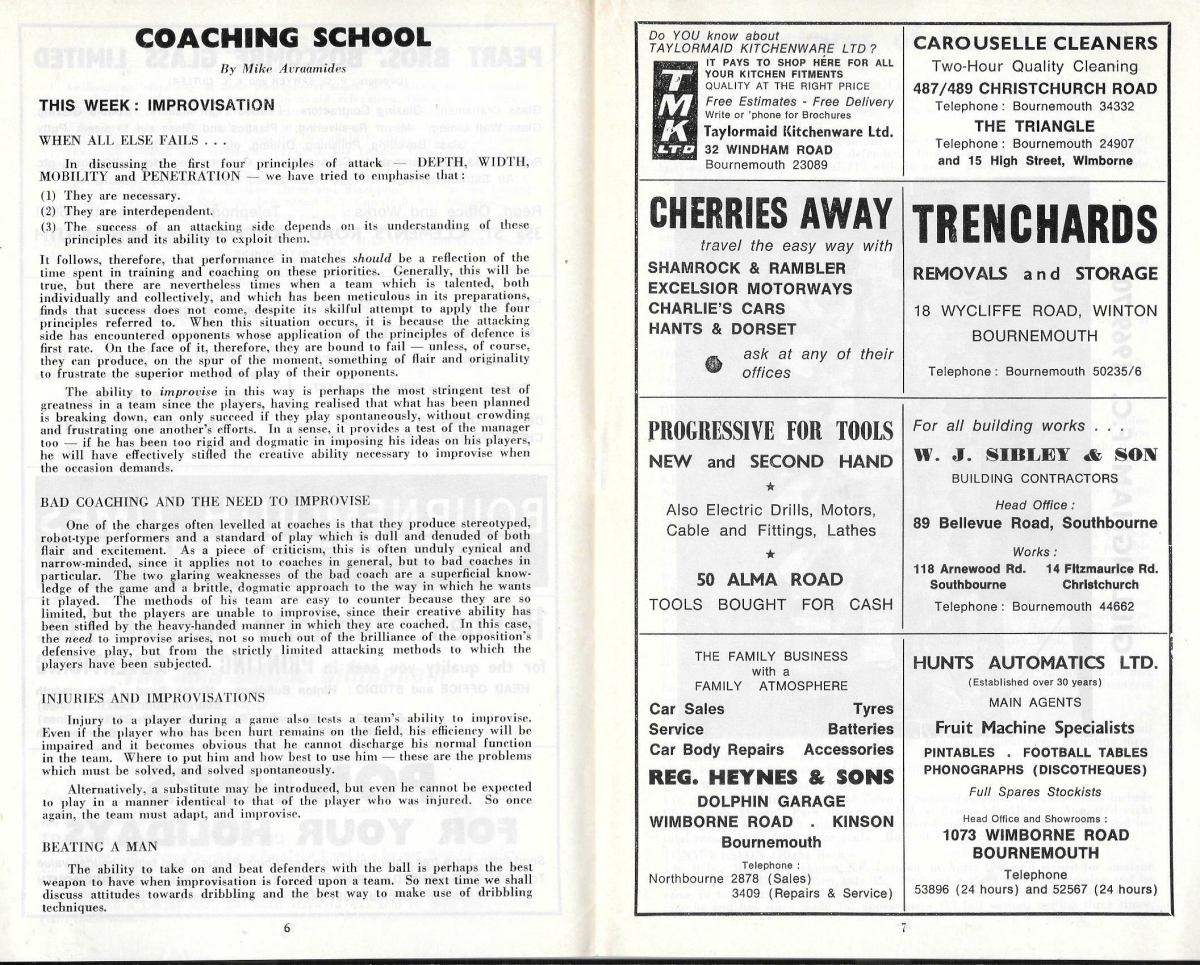 COACHING SCHOOL
By Mike Avraamides
THIS WEEK : IMPROVISATION
WHEN ALL ELSE FAILS . . .
In discussing the first four principles of attack — DEPTH, WIDTH,
MOBILITY and PENETRATION — we have tried to emphasise that :
(1) They are necessary.
(2) They are interdependent.
(3) The success of an attacking side depends on its understanding of these
principles and its ability to exploit them.
It follows, therefore, that performance in matches should be a reflection of the
time spent in training and coaching on these priorities. Generally, this will be
true, but there are nevertheless times when a team which is talented, both
individually and collectively, and which has been meticulous in its preparations,
finds that success does not come, despite its skilful attempt to apply the four
principles referred to. When this situation occurs, it is because the attacking
side has encountered opponents whose application of the principles of defence is
first rate. On the face of it, therefore, they are bound to fail — unless, of course,
they can produce, on the spur of the moment, something of flair and originality
to frustrate the superior method of play of their opponents.
The ability to improvise in this way is perhaps the most stringent test of
greatness in a team since the players, having realised that what has been planned
is breaking down, can only succeed if they play spontaneously, without crowding
and frustrating one another's efforts. In a sense, it provides a test of the manager
too — if he has been too rigid and dogmatic in imposing his ideas on his players,
he will have effectively stifled the creative ability necessary to improvise when
the occasion demands.
BAD COACHING AND THE NEED TO IMPROVISE
One of the charges often levelled at coaches is that they produce stereotyped,
robot-type performers and a standard of play which is dull and denuded of both
flair and excitement. As a piece of criticism, this is often unduly cynical and
narrow-minded, since it applies not to coaches in general, but to bad coaches in
particular. The two glaring weaknesses of the bad coach are a superficial know-
ledge of the game and a brittle, dogmatic approach to the way in which he wants
it played. The methods of his team are easy to counter because they are so
limited, but the players are unable to improvise, since their creative ability has
been stifled by the heavy-handed manner in which they are coached. In this case,
the need to improvise arises, not so much out of the brilliance of the opposition's
defensive play, but from the strictly limited attacking methods to which the
players have been subjected.
INJURIES AND IMPROVISATIONS
Injury to a player during a game also tests a team's ability to improvise.
Even if the player who has been hurt remains on the field, his efficiency will be
impaired and it becomes obvious that he cannot discharge his normal function
in the team. Where to put him and how best to use him — these are the problems
which must be solved, and solved spontaneously.
Alternatively, a substitute may be introduced, but even he cannot be expected
to play in a manner identical to that of the player who was injured. So once
again, the team must adapt, and improvise.
BEATING A MAN
The ability to take on and beat defenders with the ball is perhaps the best
weapon to have when improvisation is forced upon a team. So next time we shall
discuss attitudes towards dribbling and the best way to make use of dribbling
techniques.
6
Do YOU know about
TAYLORMAID KITCHENWARE LTD ?
TMK LTD
IT PAYS TO SHOP HERE FOR ALL
YOUR KITCHEN FITMENTS
QUALITY AT THE RIGHT PRICE
Free Estimates - Free Delivery
Write or 'phone for Brochures
Taylormaid Kitchenware Ltd.
32 WINDHAM ROAD
Bournemouth 23089
CAROUSELLE CLEANERS
Two-Hour Quality Cleaning
487/489 CHRISTCHURCH ROAD
Telephone : Bournemouth 34332
THE TRIANGLE
Telephone : Bournemouth 24907
and 15 High Street, Wimborne
CHERRIES AWAY
travel the easy way with
SHAMROCK & RAMBLER
EXCELSIOR MOTORWAYS
CHARLIE'S CARS
HANTS & DORSET
ask at any of their
offices
TRENCHARDS
REMOVALS and STORAGE
18 WYCLIFFE ROAD, WINTON
BOURNEMOUTH
Telephone : Bournemouth 50235/6
PROGRESSIVE FOR TOOLS
NEW and SECOND HAND
★
Also Electric Drills, Motors,
Cable and Fittings, Lathes
★
50 ALMA ROAD
TOOLS BOUGHT FOR CASH
For all building works . . .
W. J. SIBLEY & SON
BUILDING CONTRACTORS
Head Office :
89 Bellevue Road, Southbourne
Works :
118 Arnewood Rd. 14 Fitzmaurice Rd.
Southbourne Christchurch
Telephone : Bournemouth 44662
THE FAMILY BUSINESS
with a
FAMILY ATMOSPHERE
Car Sales Tyres
Service Batteries
Car Body Repairs Accessories
REG. HEYNES & SONS
DOLPHIN GARAGE
WIMBORNE ROAD . KINSON
Bournemouth
Telephone :
Northbourne 2878 (Sales)
3409 (Repairs & Service)
HUNTS AUTOMATICS LTD.
(Established over 30 years)
MAIN AGENTS
Fruit Machine Specialists
PINTABLES . FOOTBALL TABLES
PHONOGRAPHS (DISCOTHEQUES)
Full Spares Stockists
Head Office and Showrooms :
1073 WIMBORNE ROAD
BOURNEMOUTH
Telephone
53896 (24 hours) and 52567 (24 hours)
7